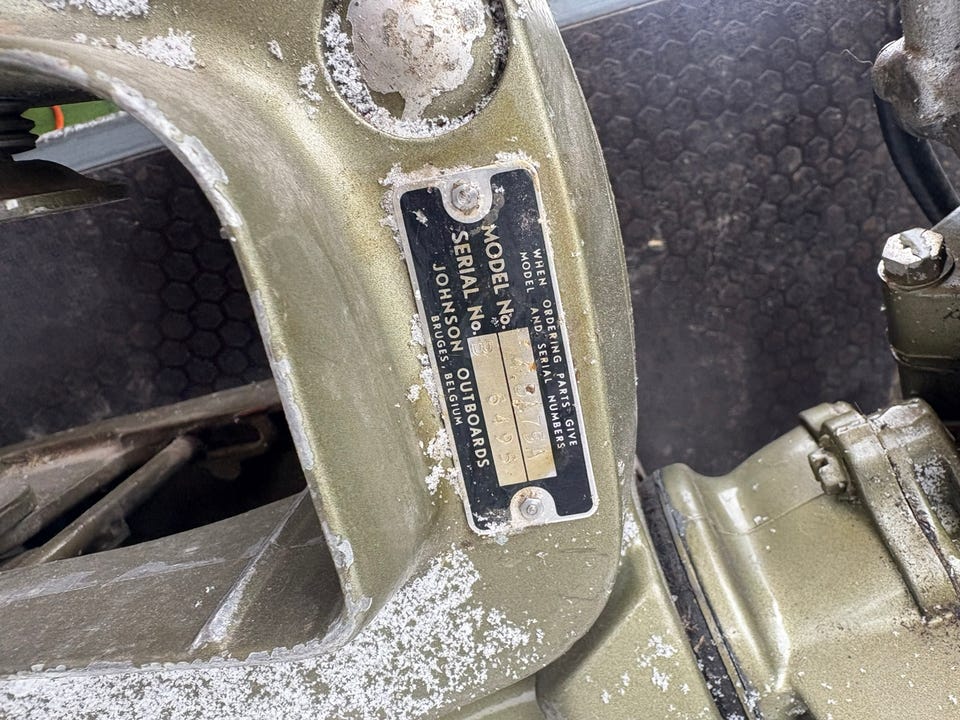 WHEN ORDERING PARTS GIVE
MODEL AND SERIAL NUMBERS
MODEL No.
SERIAL No.
JOHNSON OUTBOARDS
BRUGES, BELGIUM